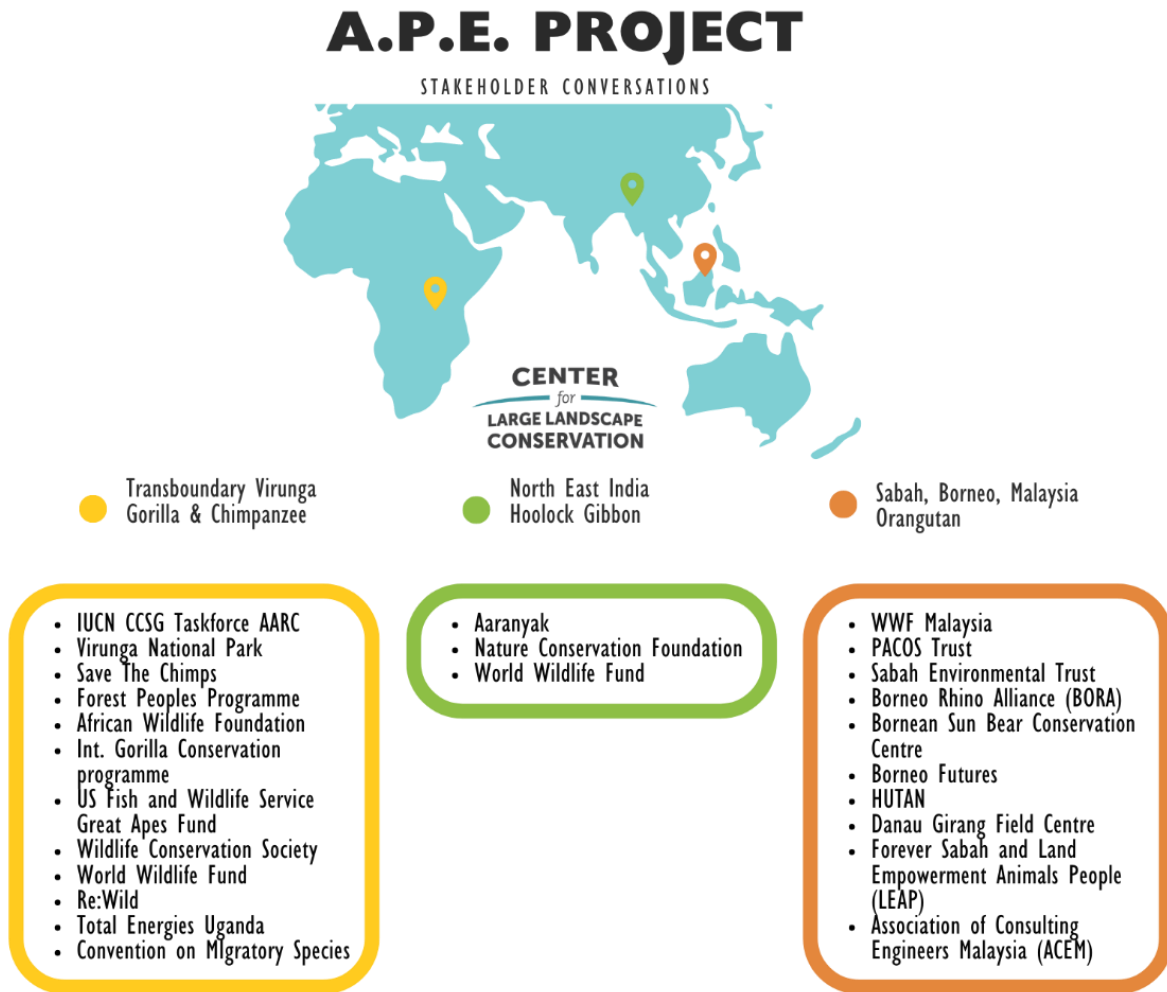 A.P.E. PROJECT
STAKEHOLDER CONVERSATIONS
CENTER
for
LARGE LANDSCAPE
CONSERVATION
Transboundary Virunga
Gorilla & Chimpanzee
North East India
Hoolock Gibbon
Sabah, Borneo, Malaysia
Orangutan
• IUCN CCSG Taskforce AARC
• Virunga National Park
• Save The Chimps
• Forest Peoples Programme
• African Wildlife Foundation
• Int. Gorilla Conservation
programme
• US Fish and Wildlife Service
Great Apes Fund
• Wildlife Conservation Society
• World Wildlife Fund
• Re:Wild
• Total Energies Uganda
• Convention on MIgratory Species
• Aaranyak
• Nature Conservation Foundation
• World Wildlife Fund
• WWF Malaysia
• PACOS Trust
• Sabah Environmental Trust
• Borneo Rhino Alliance (BORA)
• Bornean Sun Bear Conservation
Centre
• Borneo Futures
• HUTAN
• Danau Girang Field Centre
• Forever Sabah and Land
Empowerment Animals People
(LEAP)
• Association of Consulting
Engineers Malaysia (ACEM)